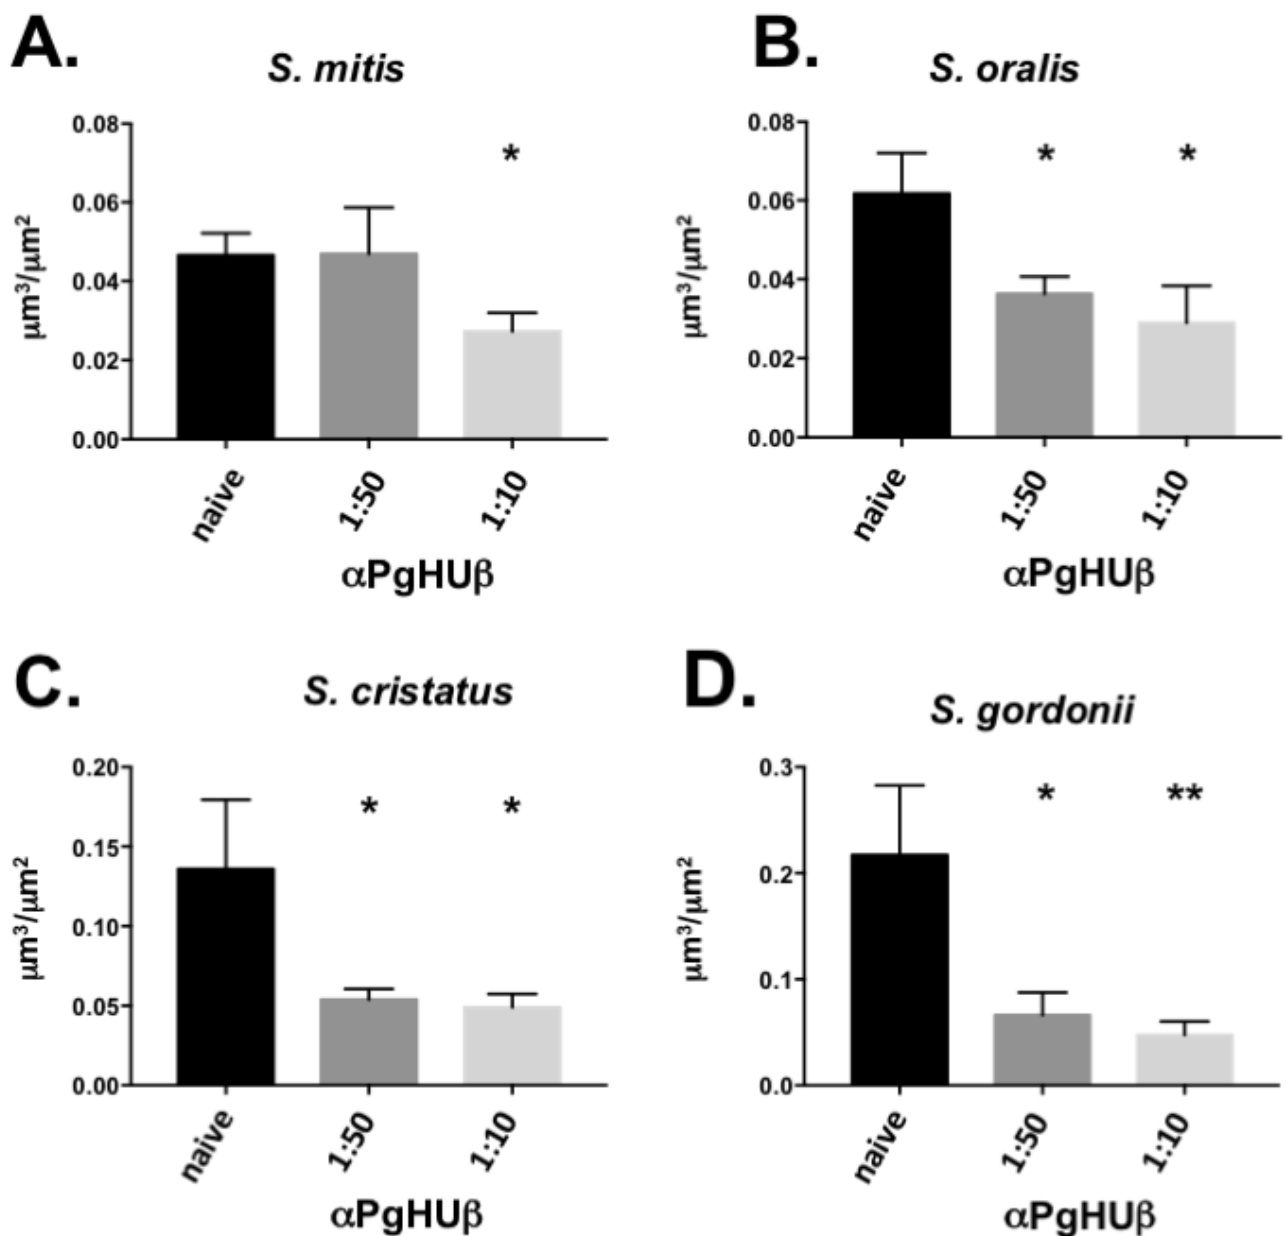 A.
S. mitis
0.08
0.06
0.04
0.02
0.00
μm³/μm²
*
naive
1:50
1:10
αPgHUβ
B.
S. oralis
0.08
0.06
0.04
0.02
0.00
μm³/μm²
*
*
naive
1:50
1:10
αPgHUβ
C.
S. cristatus
0.20
0.15
0.10
0.05
0.00
μm³/μm²
*
*
naive
1:50
1:10
αPgHUβ
D.
S. gordonii
0.3
0.2
0.1
0.0
μm³/μm²
*
**
naive
1:50
1:10
αPgHUβ